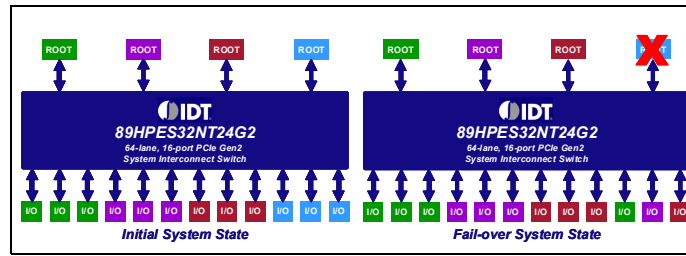 ROOT ROOT ROOT ROOT
IDT
89HPES32NT24G2
64-lane, 16-port PCIe Gen2
System Interconnect Switch
I/O I/O I/O I/O I/O I/O I/O I/O I/O I/O I/O I/O
Initial System State
ROOT ROOT ROOT
IDT
89HPES32NT24G2
64-lane, 16-port PCIe Gen2
System Interconnect Switch
I/O I/O I/O I/O I/O I/O I/O I/O I/O I/O I/O I/O
Fail-over System State